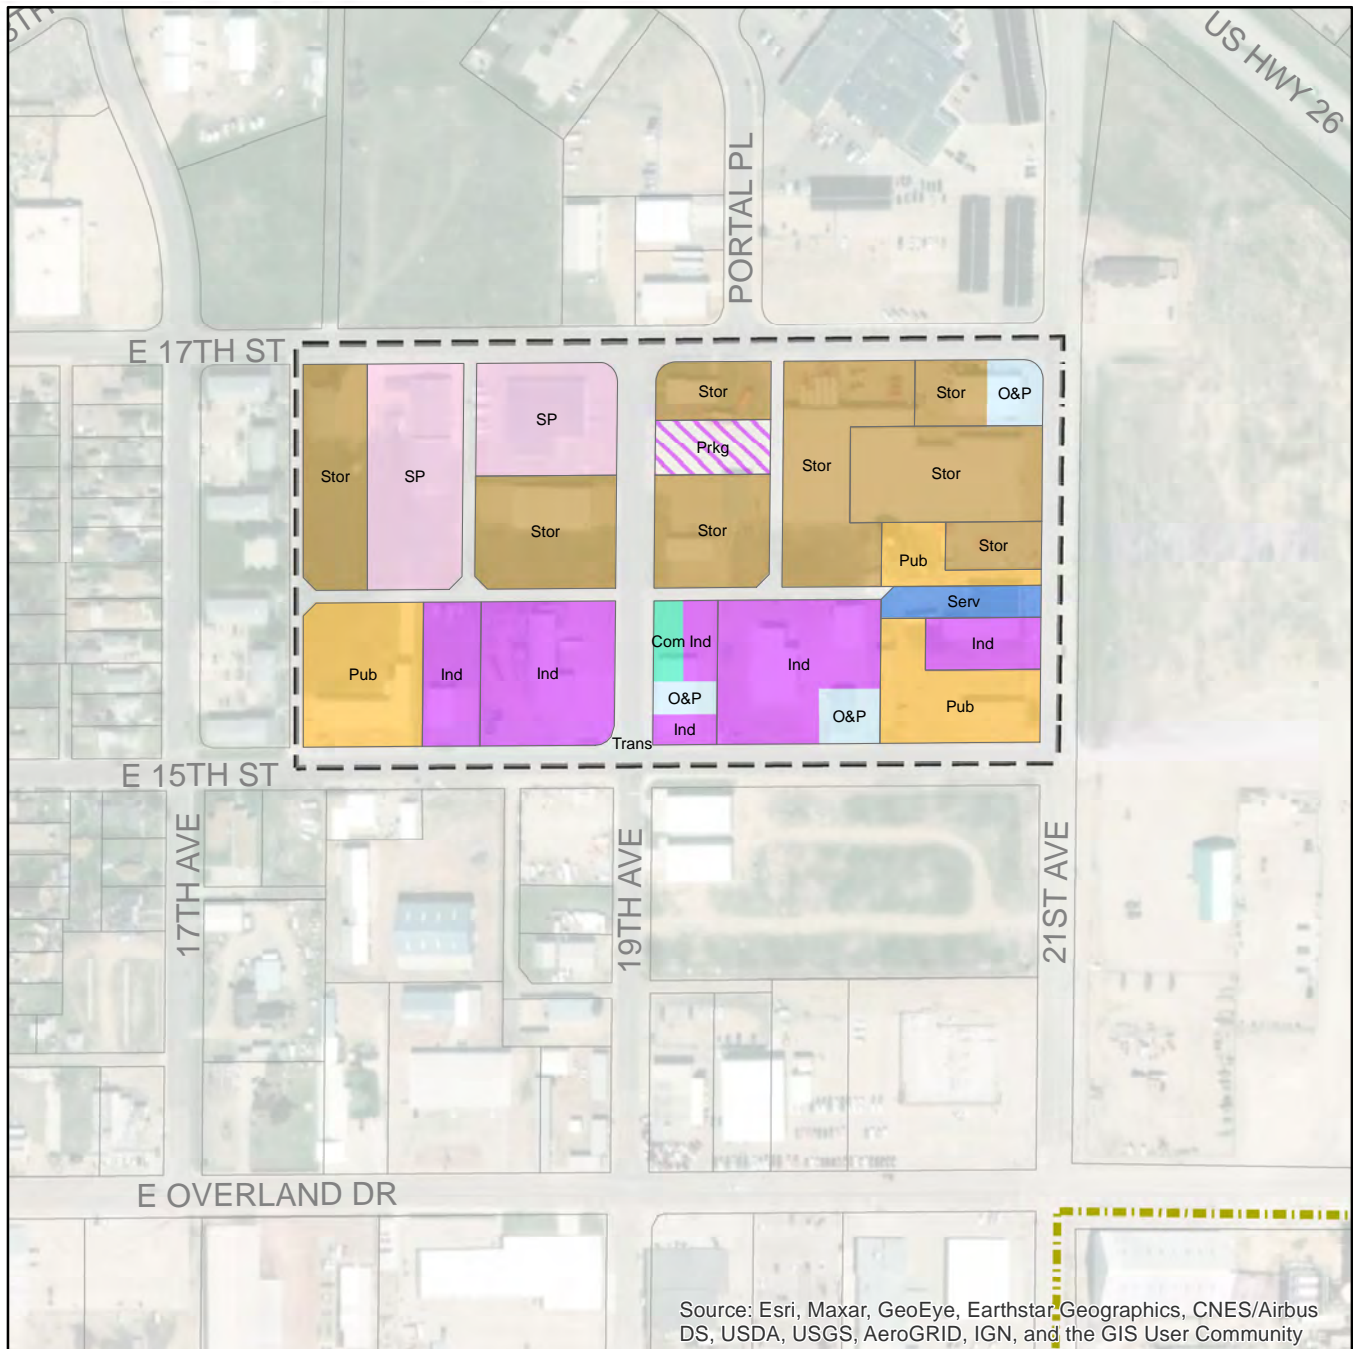 8TH
US HWY 26
PORTAL PL
E 17TH ST
Stor
SP
SP
Stor
Stor
Prkg
Stor
Stor
Stor
O&P
Stor
Stor
Pub
Serv
Pub
Ind
Ind
Com Ind
O&P
Ind
Ind
O&P
Ind
Pub
Trans
E 15TH ST
17TH AVE
19TH AVE
21ST AVE
E OVERLAND DR
Source: Esri, Maxar, GeoEye, Earthstar Geographics, CNES/Airbus
DS, USDA, USGS, AeroGRID, IGN, and the GIS User Community